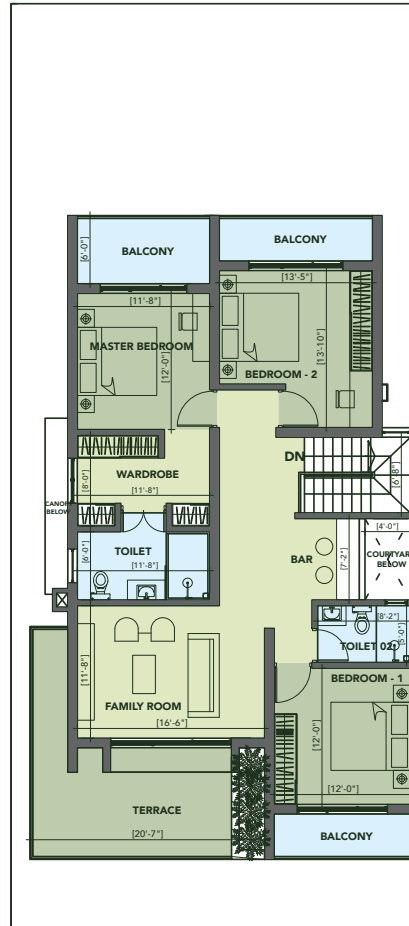 [6'-0"]
BALCONY
BALCONY
[13'-5"]
[11'-8"]
MASTER BEDROOM
[12'-0"]
[13'-10"]
BEDROOM - 2
DN
[6'-8"]
WARDROBE
[8'-0"]
[11'-8"]
CANOPY
BELOW
[4'-0"]
TOILET
[6'-0"]
[11'-8"]
BAR
[7'-2"]
COURTYAR
BELOW
[8'-2"]
[5'-0"]
TOILET 02
[11'-8"]
BEDROOM - 1
FAMILY ROOM
[16'-6"]
[12'-0"]
[12'-0"]
TERRACE
[20'-7"]
BALCONY